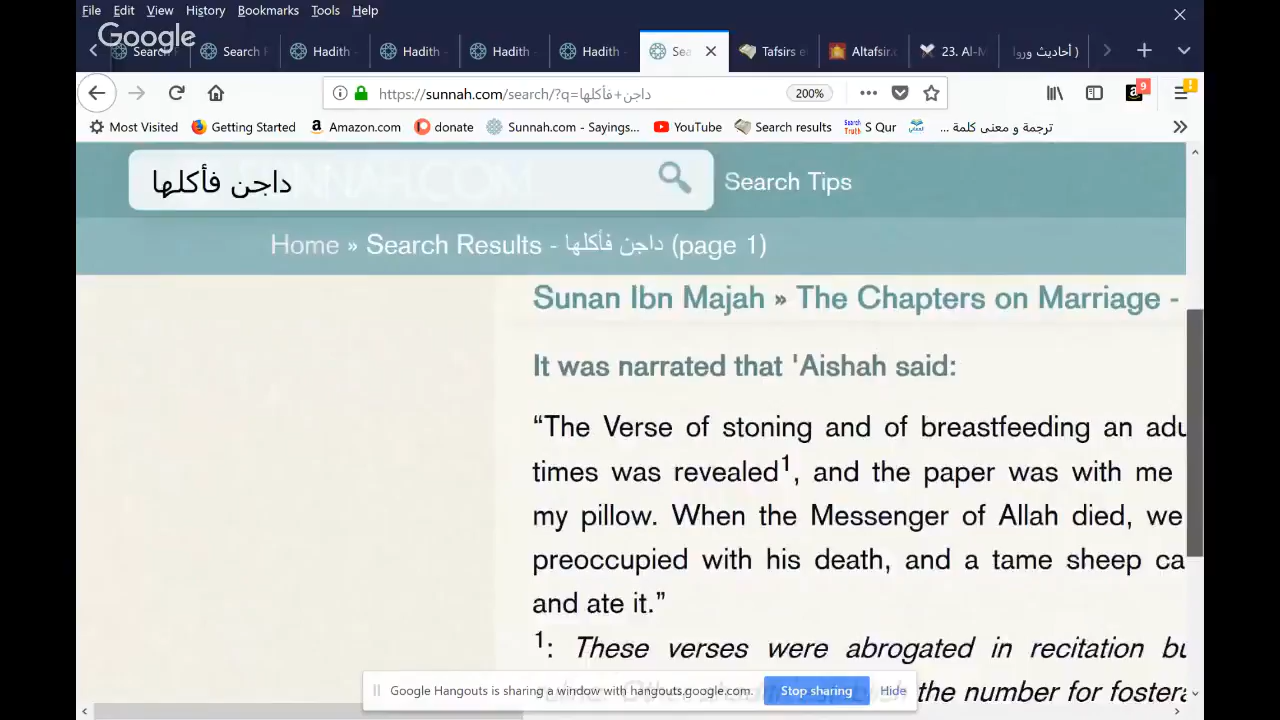 File Edit View History Bookmarks Tools Help
Google
Search Hadith Hadith Hadith Hadith Tafsirs Altafsir.c 23. Al-M ( أحاديث وروا
https://sunnah.com/search/?q=داجن+فأكلها 200% 9
Most Visited Getting Started Amazon.com donate Sunnah.com - Sayings... YouTube Search results Search Truth S Qur ترجمة و معنى كلمة ...
داجن فأكلها Search Tips
Home » Search Results - داجن فأكلها (page 1)
Sunan Ibn Majah » The Chapters on Marriage -
It was narrated that 'Aishah said:
“The Verse of stoning and of breastfeeding an adu
times was revealed1, and the paper was with me
my pillow. When the Messenger of Allah died, we
preoccupied with his death, and a tame sheep ca
and ate it.”
1: These verses were abrogated in recitation bu
the number for fostera
Google Hangouts is sharing a window with hangouts.google.com. Stop sharing Hide